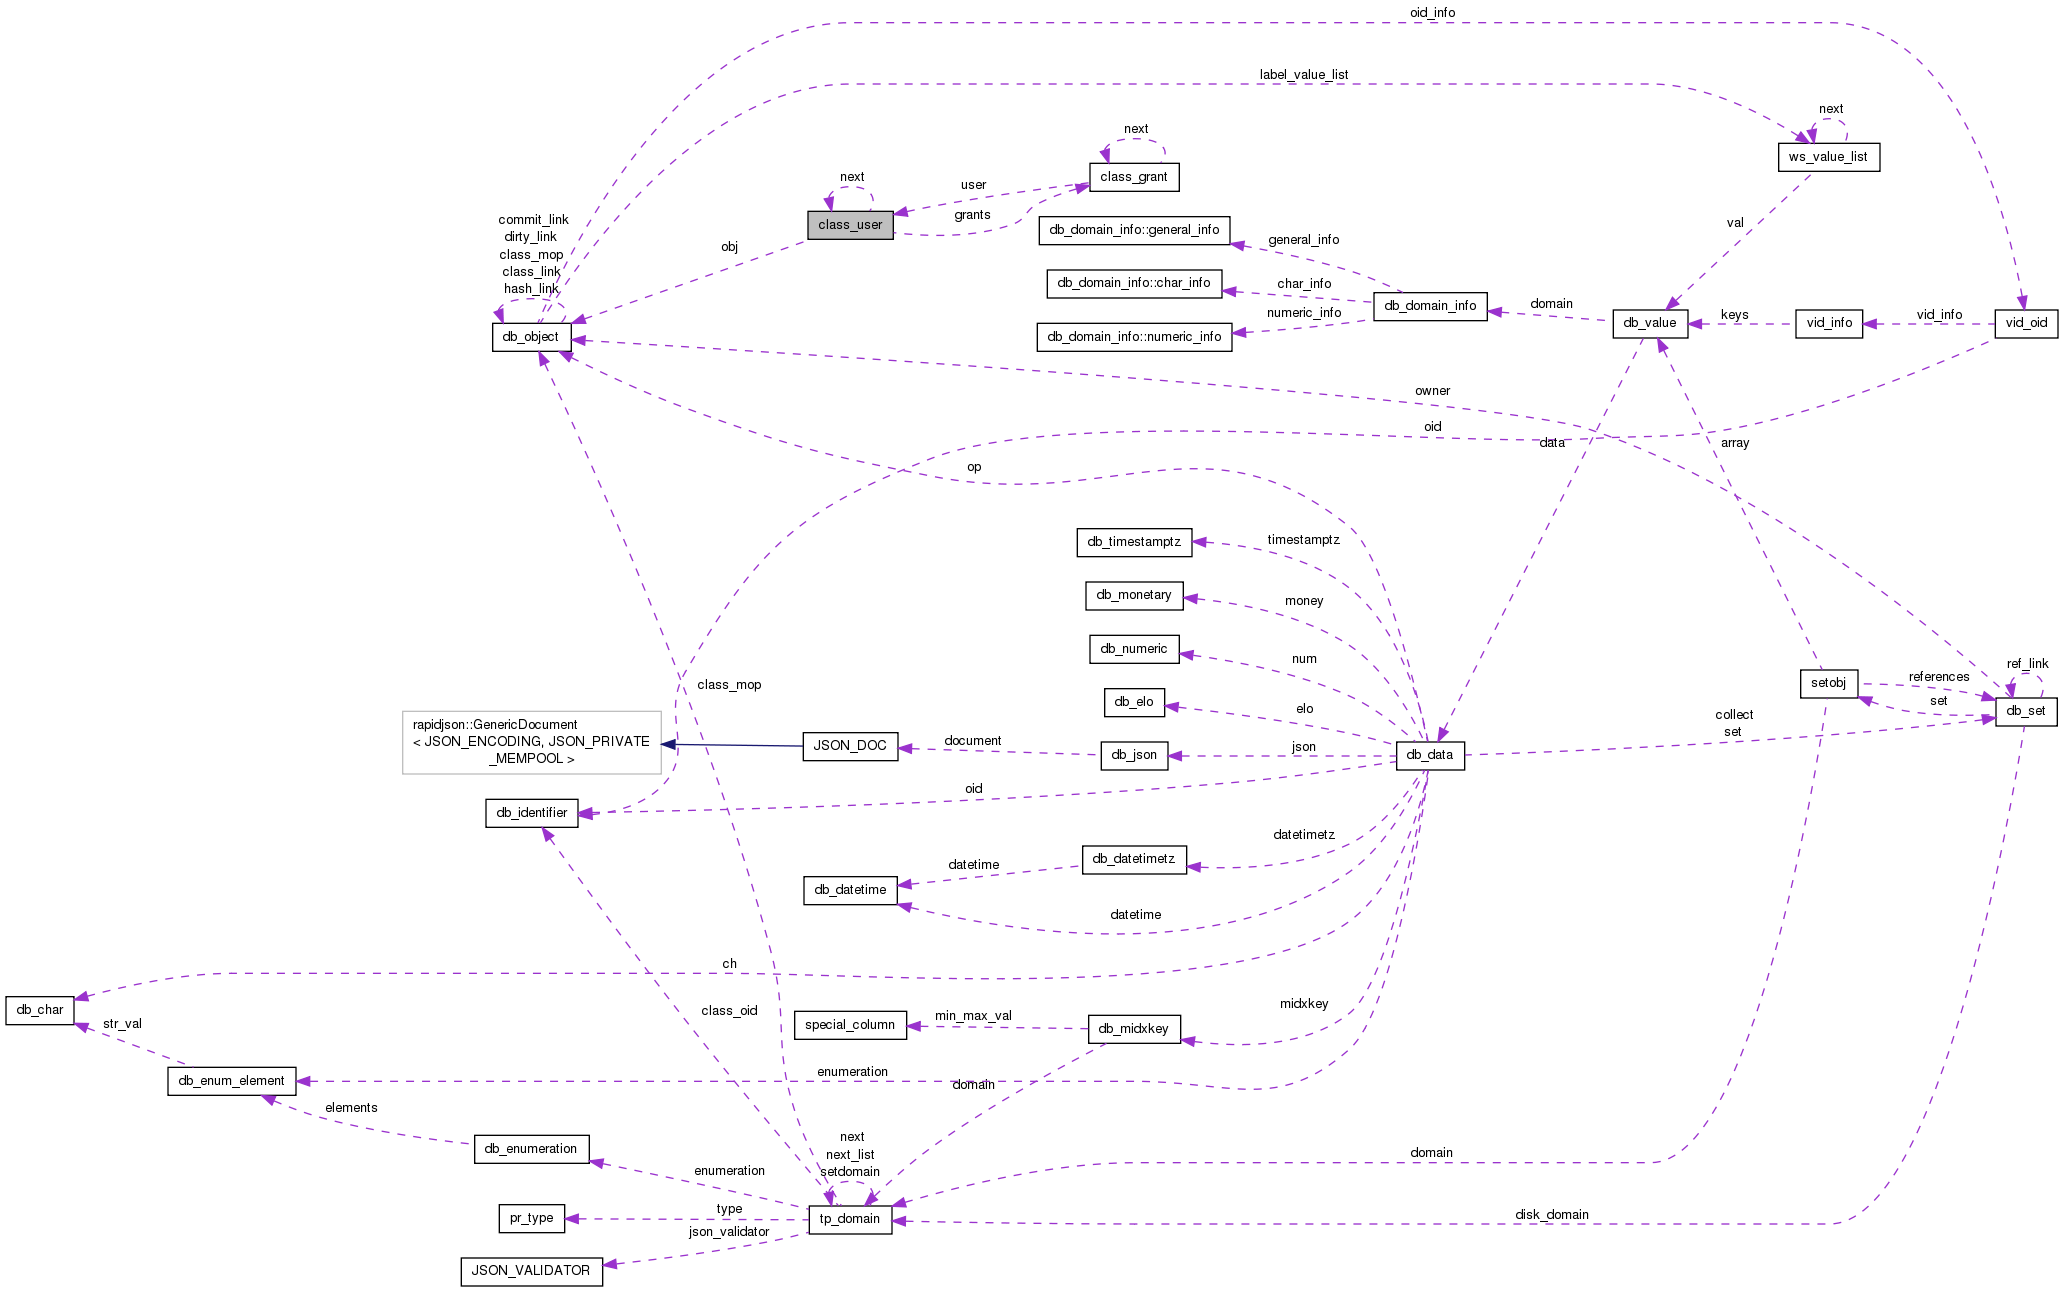 oid_info
label_value_list
next
ws_value_list
next
class_grant
next
user
grants
class_user
val
commit_link
dirty_link
class_mop
class_link
hash_link
obj
db_domain_info::general_info
general_info
db_domain_info::char_info
char_info
db_domain_info
domain
numeric_info
db_object
db_domain_info::numeric_info
db_value
keys
vid_info
vid_info
vid_oid
owner
oid
data
array
op
db_timestamptz
timestamptz
db_monetary
money
db_numeric
num
ref_link
class_mop
setobj
references
db_elo
elo
set
db_set
rapidjson::GenericDocument
< JSON_ENCODING, JSON_PRIVATE
_MEMPOOL >
JSON_DOC
document
db_json
json
db_data
collect
set
db_identifier
oid
datetimetz
db_datetimetz
datetime
db_datetime
datetime
ch
db_char
class_oid
special_column
min_max_val
db_midxkey
midxkey
str_val
db_enum_element
enumeration
domain
elements
db_enumeration
next
next_list
setdomain
enumeration
domain
pr_type
type
tp_domain
disk_domain
json_validator
JSON_VALIDATOR